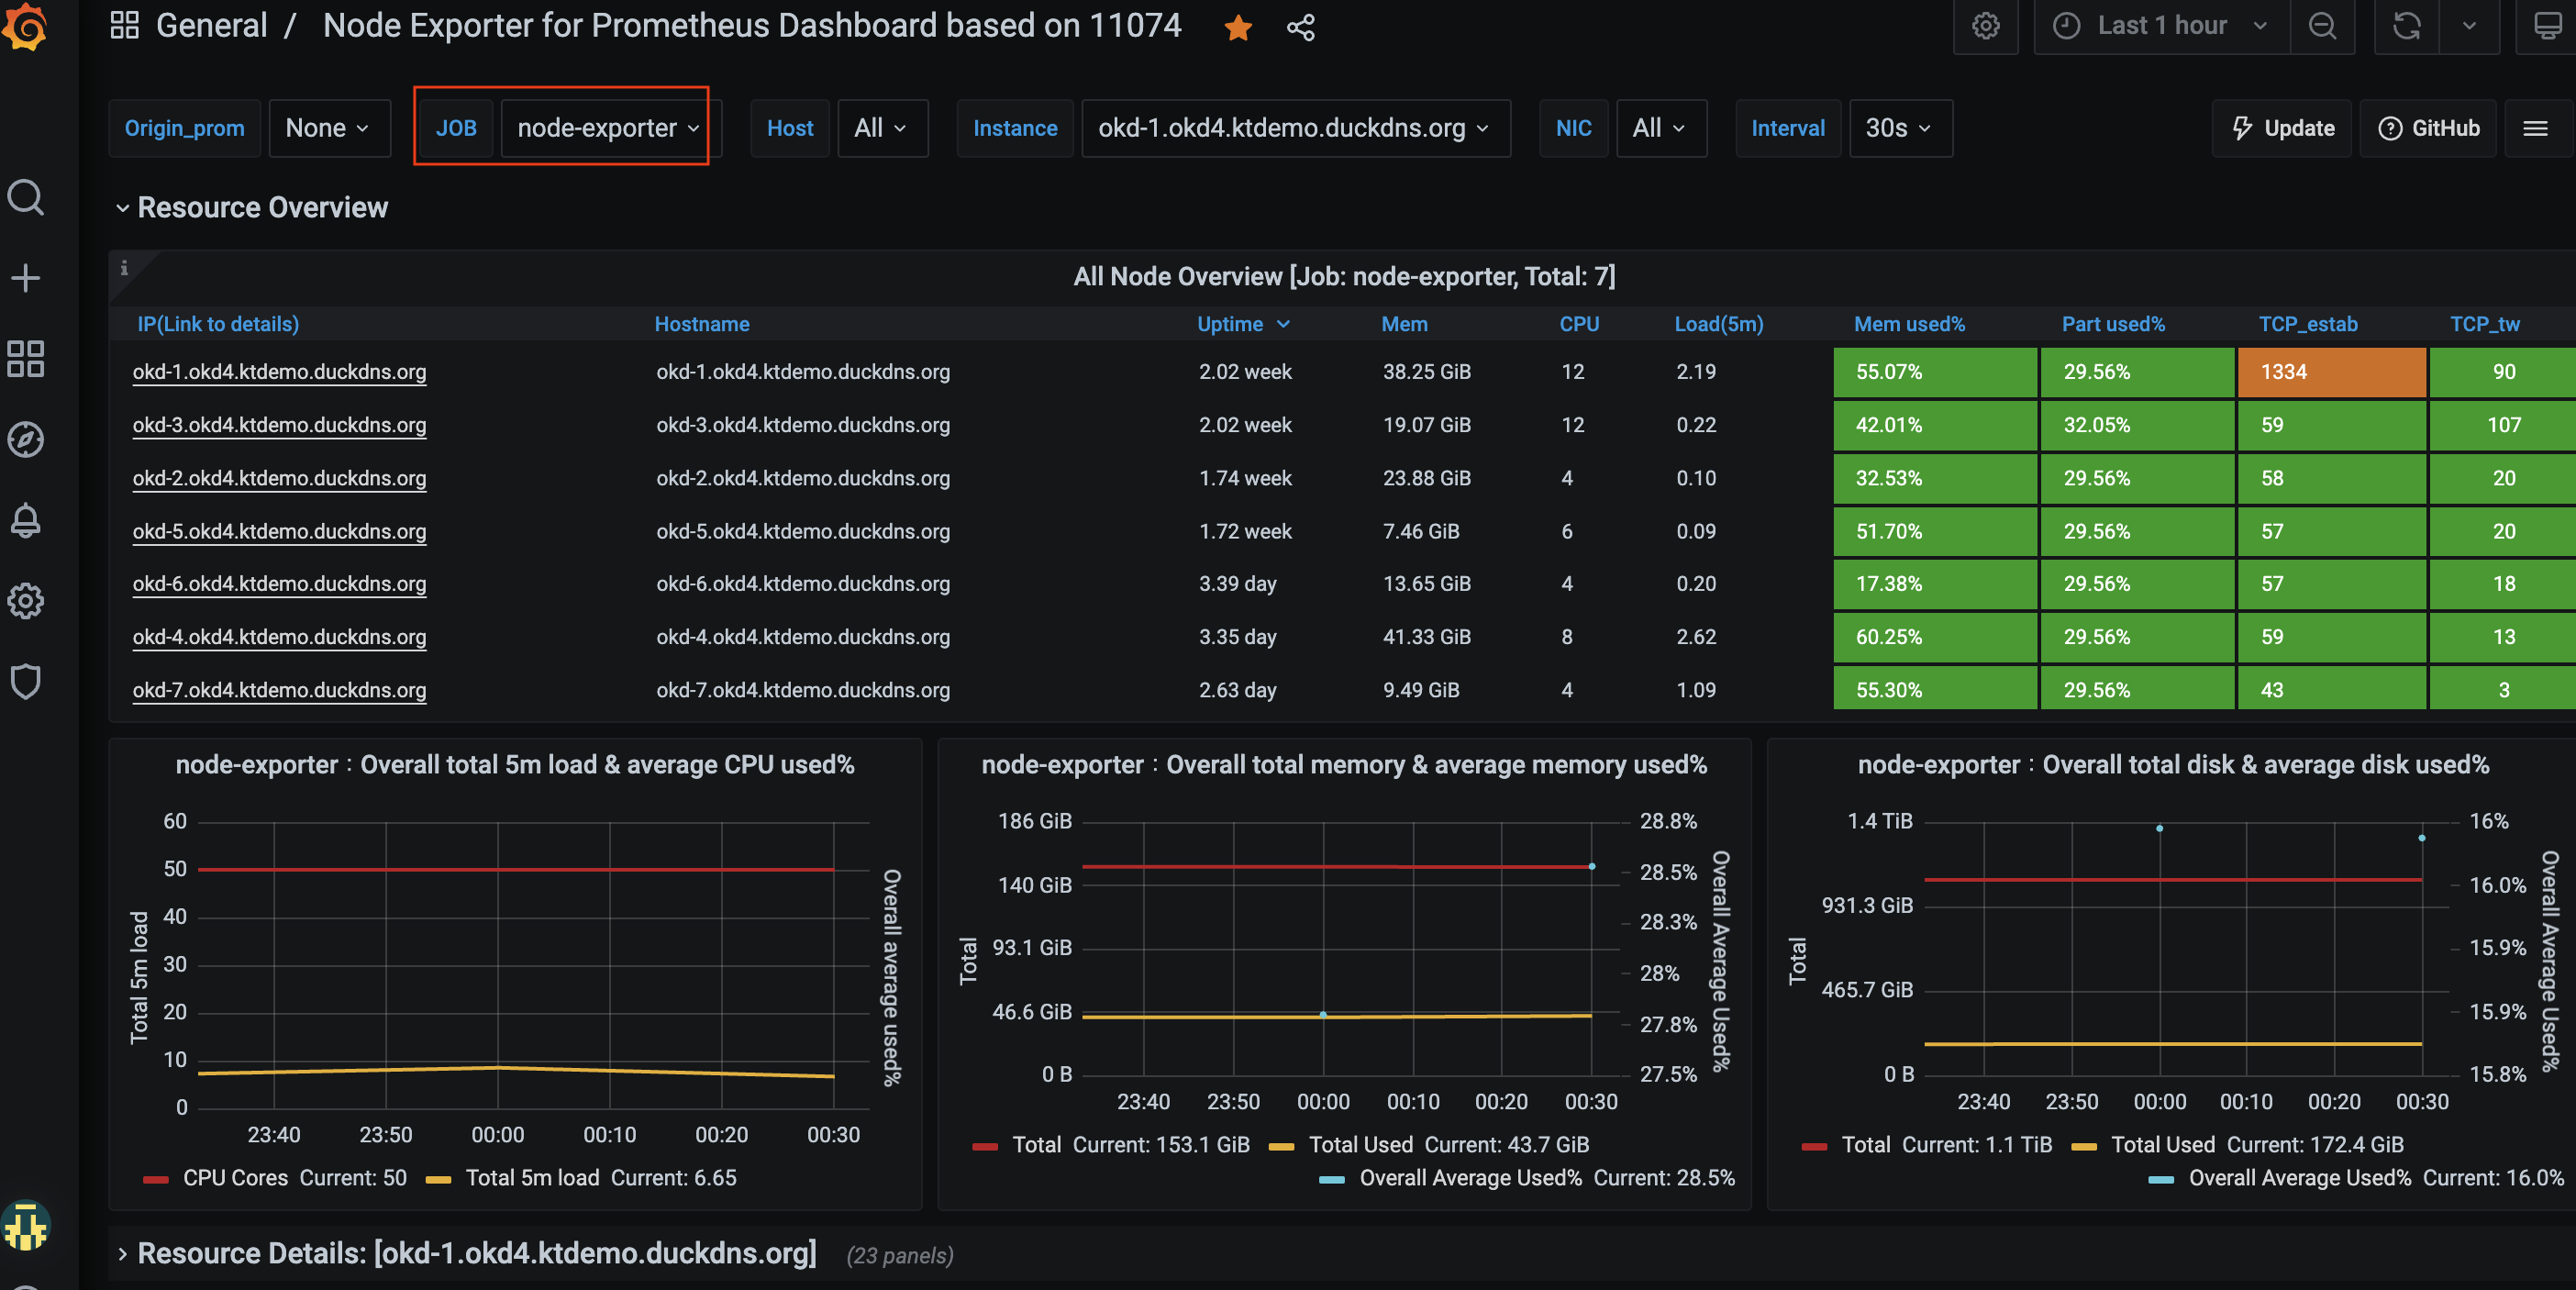 General / Node Exporter for Prometheus Dashboard based on 11074
Last 1 hour
Origin_prom None JOB node-exporter Host All Instance okd-1.okd4.ktdemo.duckdns.org NIC All Interval 30s Update GitHub
Resource Overview
All Node Overview [Job: node-exporter, Total: 7]
IP(Link to details) Hostname Uptime Mem CPU Load(5m) Mem used% Part used% TCP_estab TCP_tw
okd-1.okd4.ktdemo.duckdns.org okd-1.okd4.ktdemo.duckdns.org 2.02 week 38.25 GiB 12 2.19 55.07% 29.56% 1334 90
okd-3.okd4.ktdemo.duckdns.org okd-3.okd4.ktdemo.duckdns.org 2.02 week 19.07 GiB 12 0.22 42.01% 32.05% 59 107
okd-2.okd4.ktdemo.duckdns.org okd-2.okd4.ktdemo.duckdns.org 1.74 week 23.88 GiB 4 0.10 32.53% 29.56% 58 20
okd-5.okd4.ktdemo.duckdns.org okd-5.okd4.ktdemo.duckdns.org 1.72 week 7.46 GiB 6 0.09 51.70% 29.56% 57 20
okd-6.okd4.ktdemo.duckdns.org okd-6.okd4.ktdemo.duckdns.org 3.39 day 13.65 GiB 4 0.20 17.38% 29.56% 57 18
okd-4.okd4.ktdemo.duckdns.org okd-4.okd4.ktdemo.duckdns.org 3.35 day 41.33 GiB 8 2.62 60.25% 29.56% 59 13
okd-7.okd4.ktdemo.duckdns.org okd-7.okd4.ktdemo.duckdns.org 2.63 day 9.49 GiB 4 1.09 55.30% 29.56% 43 3
node-exporter：Overall total 5m load & average CPU used%
60
50
40
30
20
10
0
Total 5m load
Overall average used%
23:40 23:50 00:00 00:10 00:20 00:30
CPU Cores Current: 50 Total 5m load Current: 6.65
node-exporter：Overall total memory & average memory used%
186 GiB
140 GiB
93.1 GiB
46.6 GiB
0 B
Total
28.8%
28.5%
28.3%
28%
27.8%
27.5%
Overall Average Used%
23:40 23:50 00:00 00:10 00:20 00:30
Total Current: 153.1 GiB Total Used Current: 43.7 GiB
Overall Average Used% Current: 28.5%
node-exporter：Overall total disk & average disk used%
1.4 TiB
931.3 GiB
465.7 GiB
0 B
Total
16%
16.0%
15.9%
15.9%
15.8%
Overall Average Used%
23:40 23:50 00:00 00:10 00:20 00:30
Total Current: 1.1 TiB Total Used Current: 172.4 GiB
Overall Average Used% Current: 16.0%
Resource Details: [okd-1.okd4.ktdemo.duckdns.org] (23 panels)